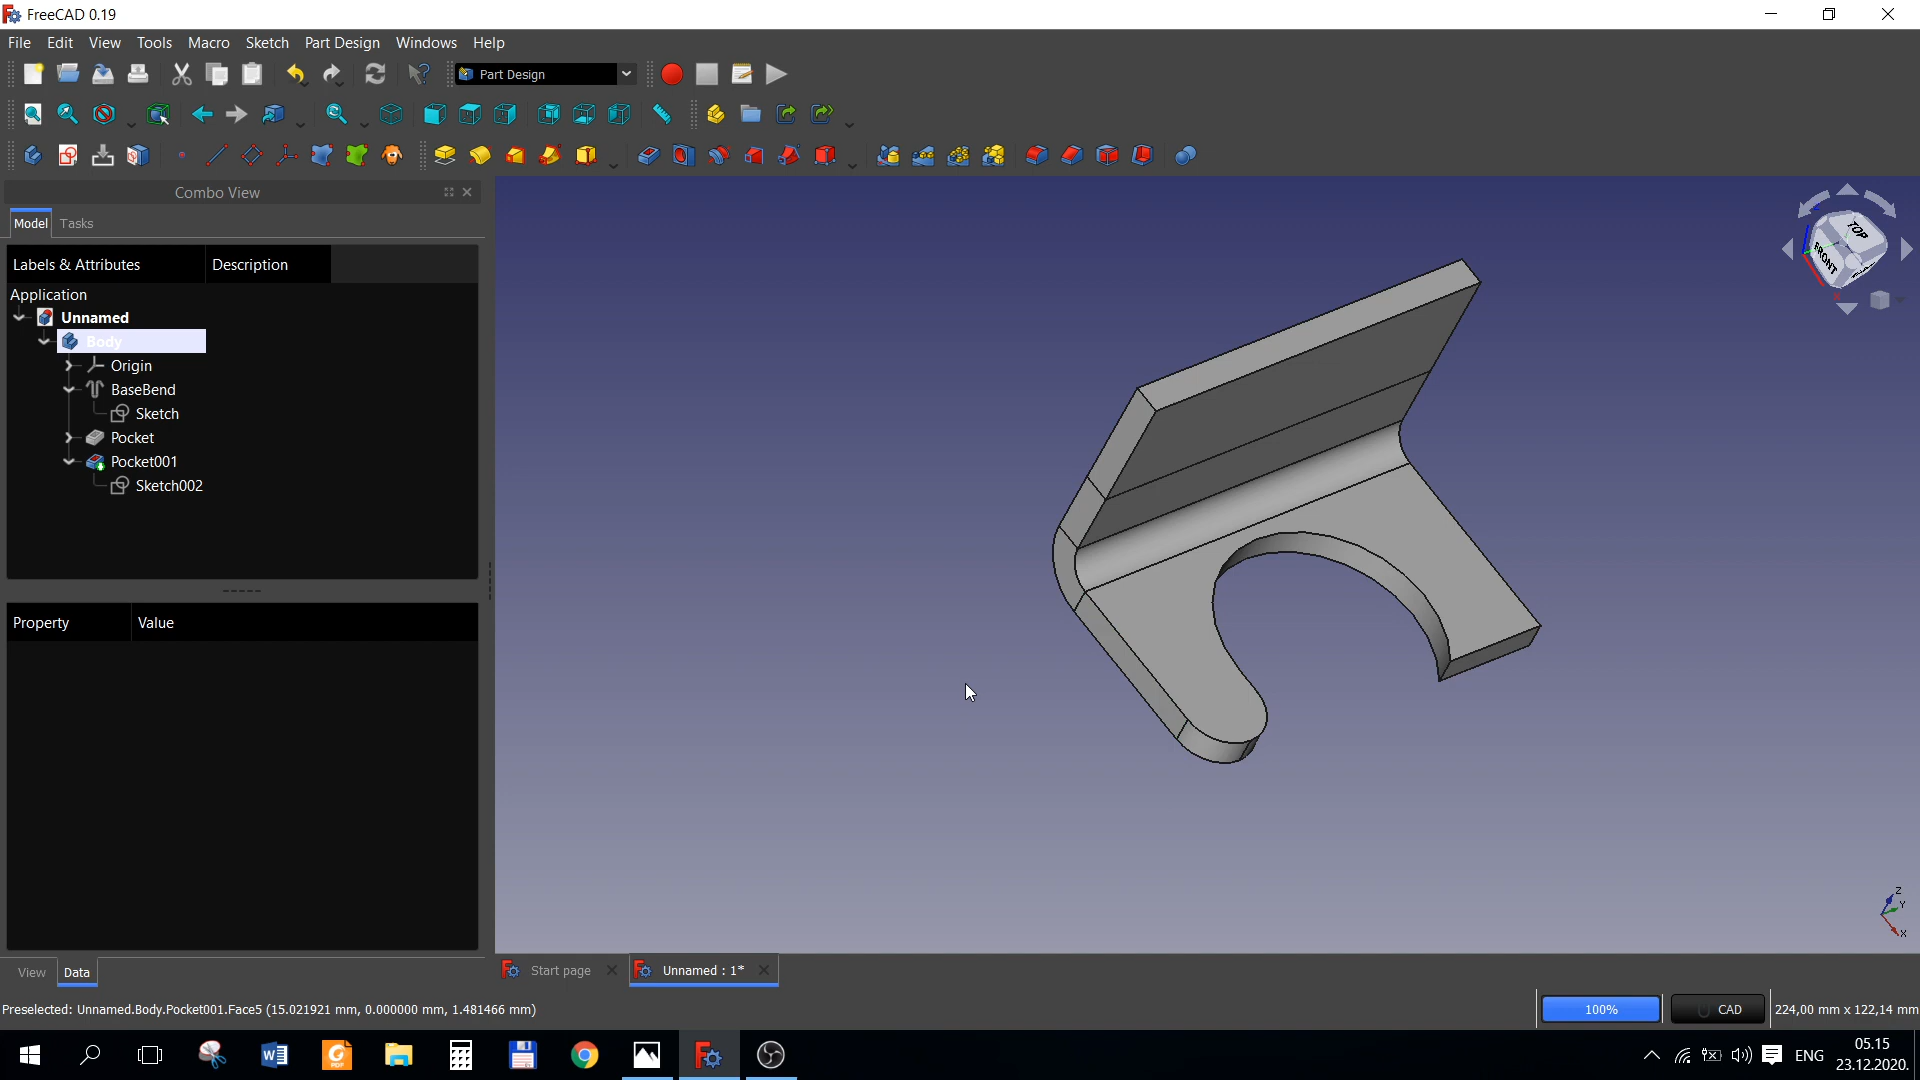 FreeCAD 0.19
File Edit View Tools Macro Sketch Part Design Windows Help
Part Design
Combo View
Model Tasks
Labels & Attributes Description
Application
Unnamed
Body
Origin
BaseBend
Sketch
Pocket
Pocket001
Sketch002
Property Value
View Data
TOP
FRONT
Z
Y
X
Start page Unnamed : 1*
Preselected: Unnamed.Body.Pocket001.Face5 (15.021921 mm, 0.000000 mm, 1.481466 mm)
100% CAD 224,00 mm x 122,14 mm
ENG
05.15
23.12.2020.